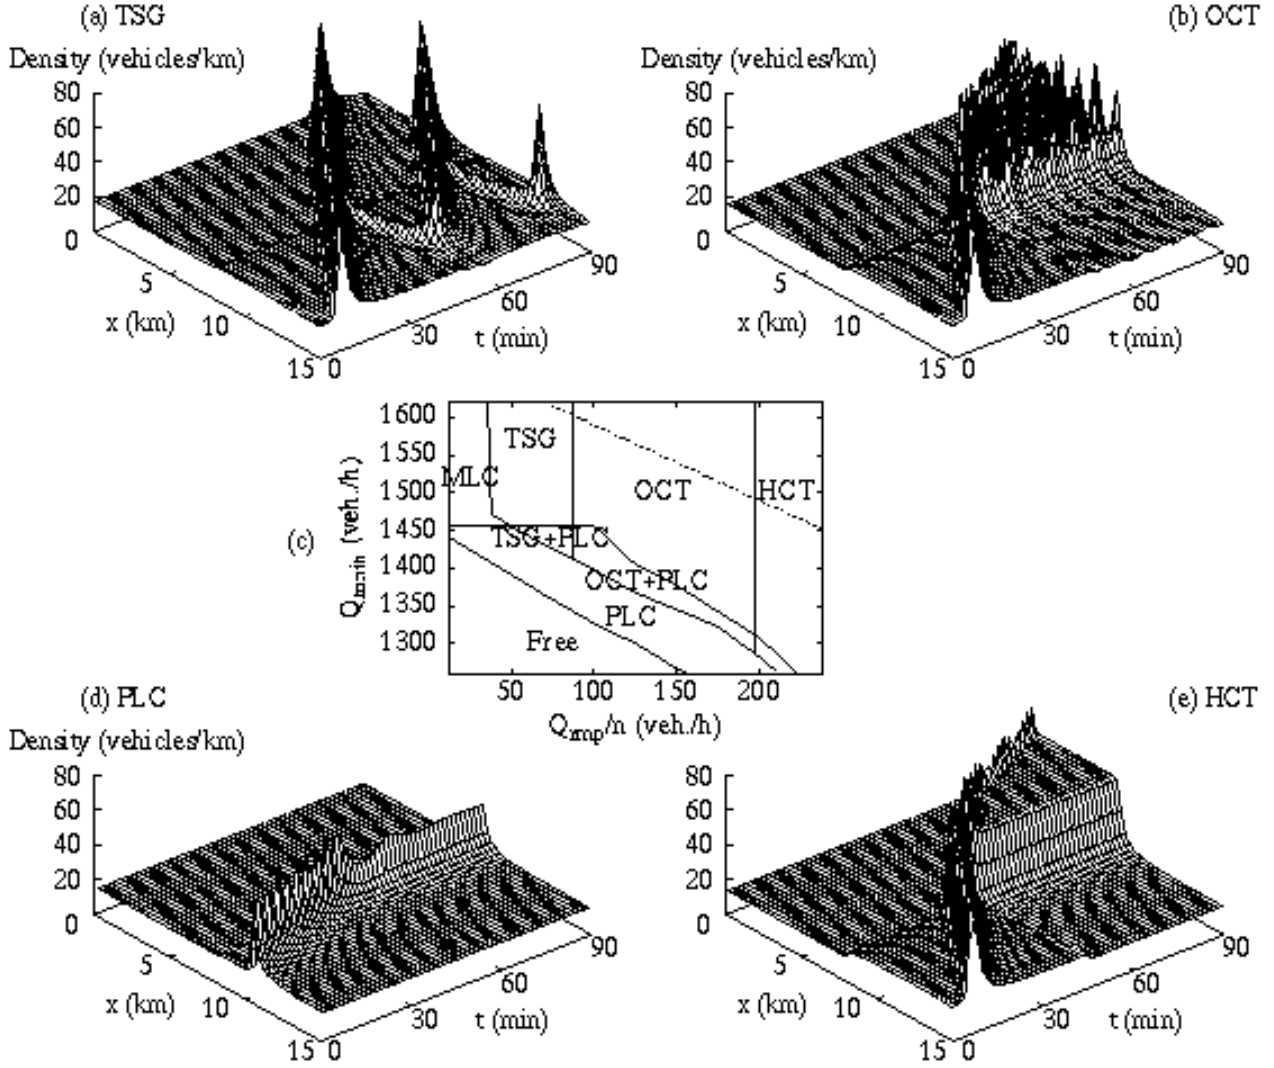 (a) TSG
(b) OCT
Density (vehicles/km)
80
60
40
20
0
5
10
15
x (km)
0
30
60
90
t (min)
Density (vehicles/km)
80
60
40
20
0
5
10
15
x (km)
0
30
60
90
t (min)
(c)
Q_main (veh./h)
1600
1550
1500
1450
1400
1350
1300
TSG
MLC
OCT
HCT
TSG+PLC
OCT+PLC
PLC
Free
50
100
150
200
Q_rmp/n (veh./h)
(d) PLC
(e) HCT
Density (vehicles/km)
80
60
40
20
0
5
10
15
x (km)
0
30
60
90
t (min)
80
60
40
20
0
5
10
15
x (km)
0
30
60
90
t (min)